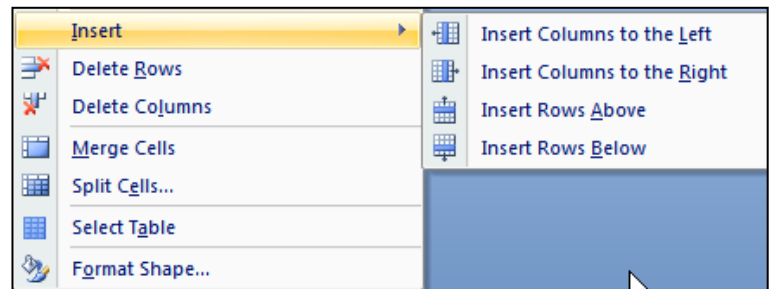 Insert
Delete Rows
Delete Columns
Merge Cells
Split Cells...
Select Table
Format Shape...
Insert Columns to the Left
Insert Columns to the Right
Insert Rows Above
Insert Rows Below